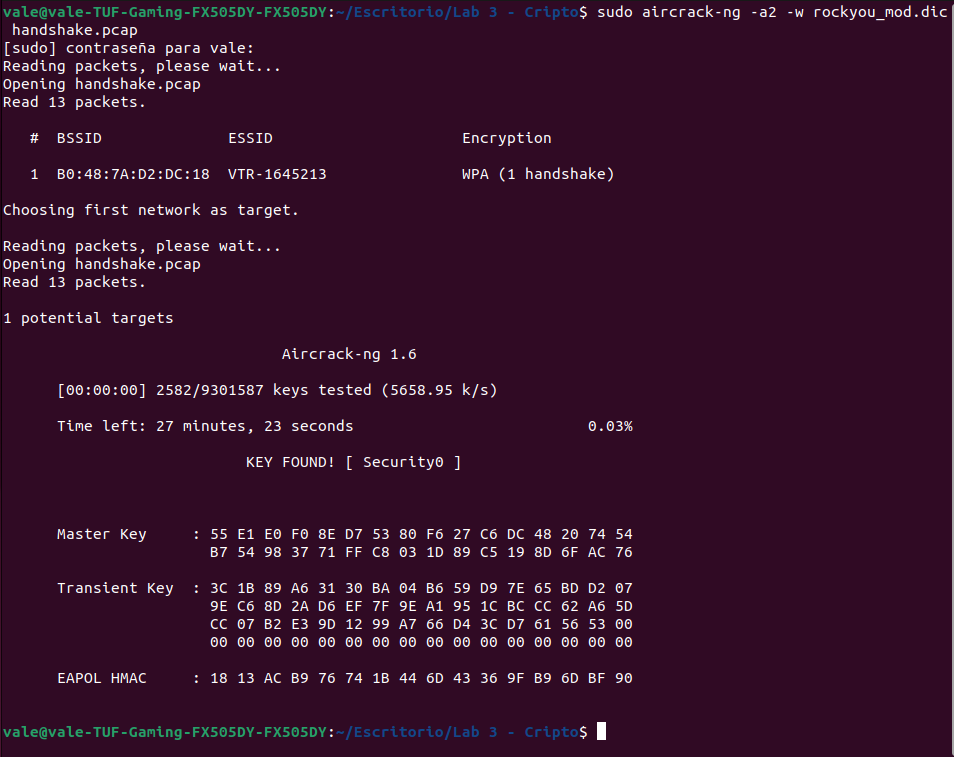 vale@vale-TUF-Gaming-FX505DY-FX505DY:~/Escritorio/Lab 3 - Cripto$ sudo aircrack-ng -a2 -w rockyou_mod.dic
handshake.pcap
[sudo] contraseña para vale:
Reading packets, please wait...
Opening handshake.pcap
Read 13 packets.
# BSSID ESSID Encryption
1 B0:48:7A:D2:DC:18 VTR-1645213 WPA (1 handshake)
Choosing first network as target.
Reading packets, please wait...
Opening handshake.pcap
Read 13 packets.
1 potential targets
Aircrack-ng 1.6
[00:00:00] 2582/9301587 keys tested (5658.95 k/s)
Time left: 27 minutes, 23 seconds 0.03%
KEY FOUND! [ Security0 ]
Master Key : 55 E1 E0 F0 8E D7 53 80 F6 27 C6 DC 48 20 74 54
B7 54 98 37 71 FF C8 03 1D 89 C5 19 8D 6F AC 76
Transient Key : 3C 1B 89 A6 31 30 BA 04 B6 59 D9 7E 65 BD D2 07
9E C6 8D 2A D6 EF 7F 9E A1 95 1C BC CC 62 A6 5D
CC 07 B2 E3 9D 12 99 A7 66 D4 3C D7 61 56 53 00
00 00 00 00 00 00 00 00 00 00 00 00 00 00 00 00
EAPOL HMAC : 18 13 AC B9 76 74 1B 44 6D 43 36 9F B9 6D BF 90
vale@vale-TUF-Gaming-FX505DY-FX505DY:~/Escritorio/Lab 3 - Cripto$